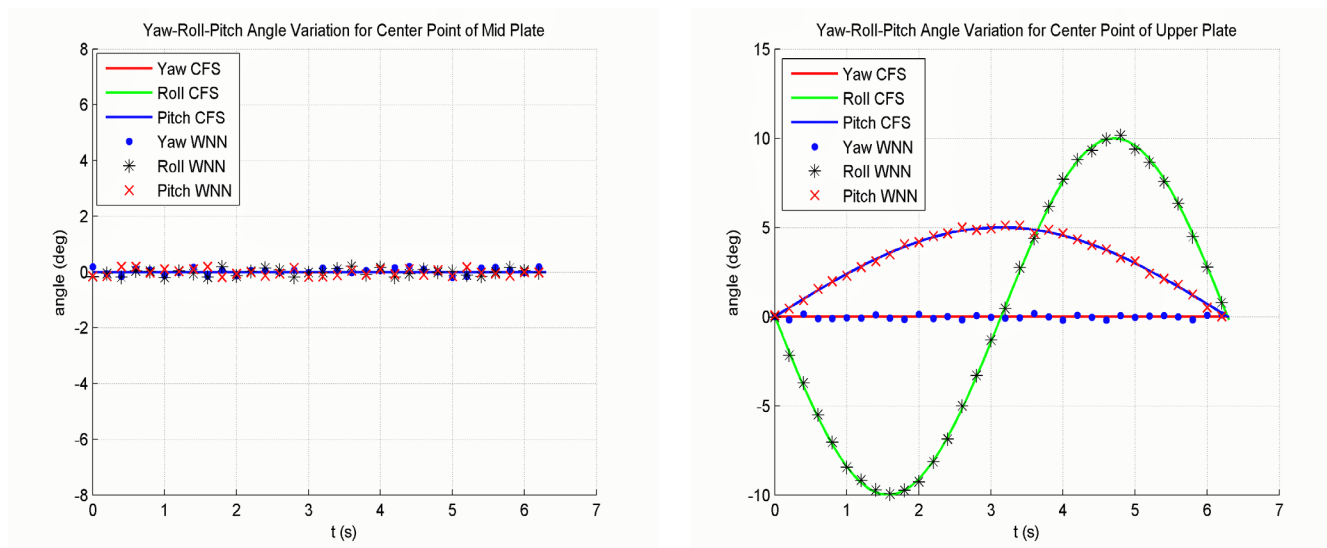 Yaw-Roll-Pitch Angle Variation for Center Point of Mid Plate
8
6
4
2
0
-2
-4
-6
-8
angle (deg)
Yaw CFS
Roll CFS
Pitch CFS
Yaw WNN
Roll WNN
Pitch WNN
0 1 2 3 4 5 6 7
t (s)
Yaw-Roll-Pitch Angle Variation for Center Point of Upper Plate
15
10
5
0
-5
-10
angle (deg)
Yaw CFS
Roll CFS
Pitch CFS
Yaw WNN
Roll WNN
Pitch WNN
0 1 2 3 4 5 6 7
t (s)